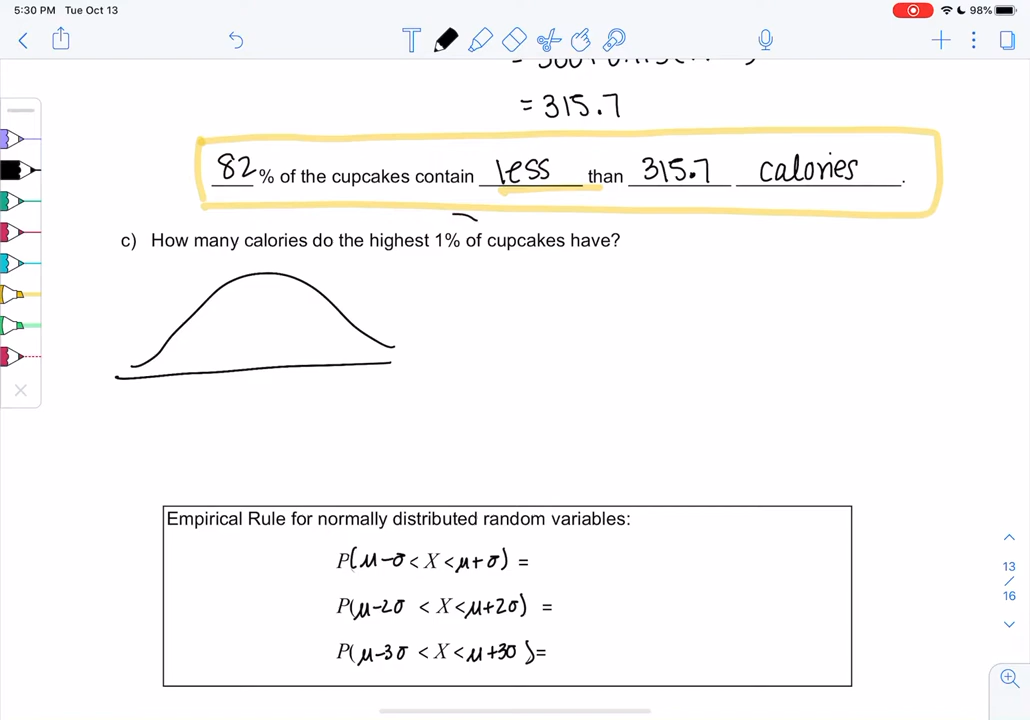 5:30 PM Tue Oct 13
98%
= 315.7
82 % of the cupcakes contain less than 315.7 calories.
c) How many calories do the highest 1% of cupcakes have?
Empirical Rule for normally distributed random variables:
P(μ-σ < X < μ+σ) =
P(μ-2σ < X < μ+2σ) =
P(μ-3σ < X < μ+3σ) =
13
/
16